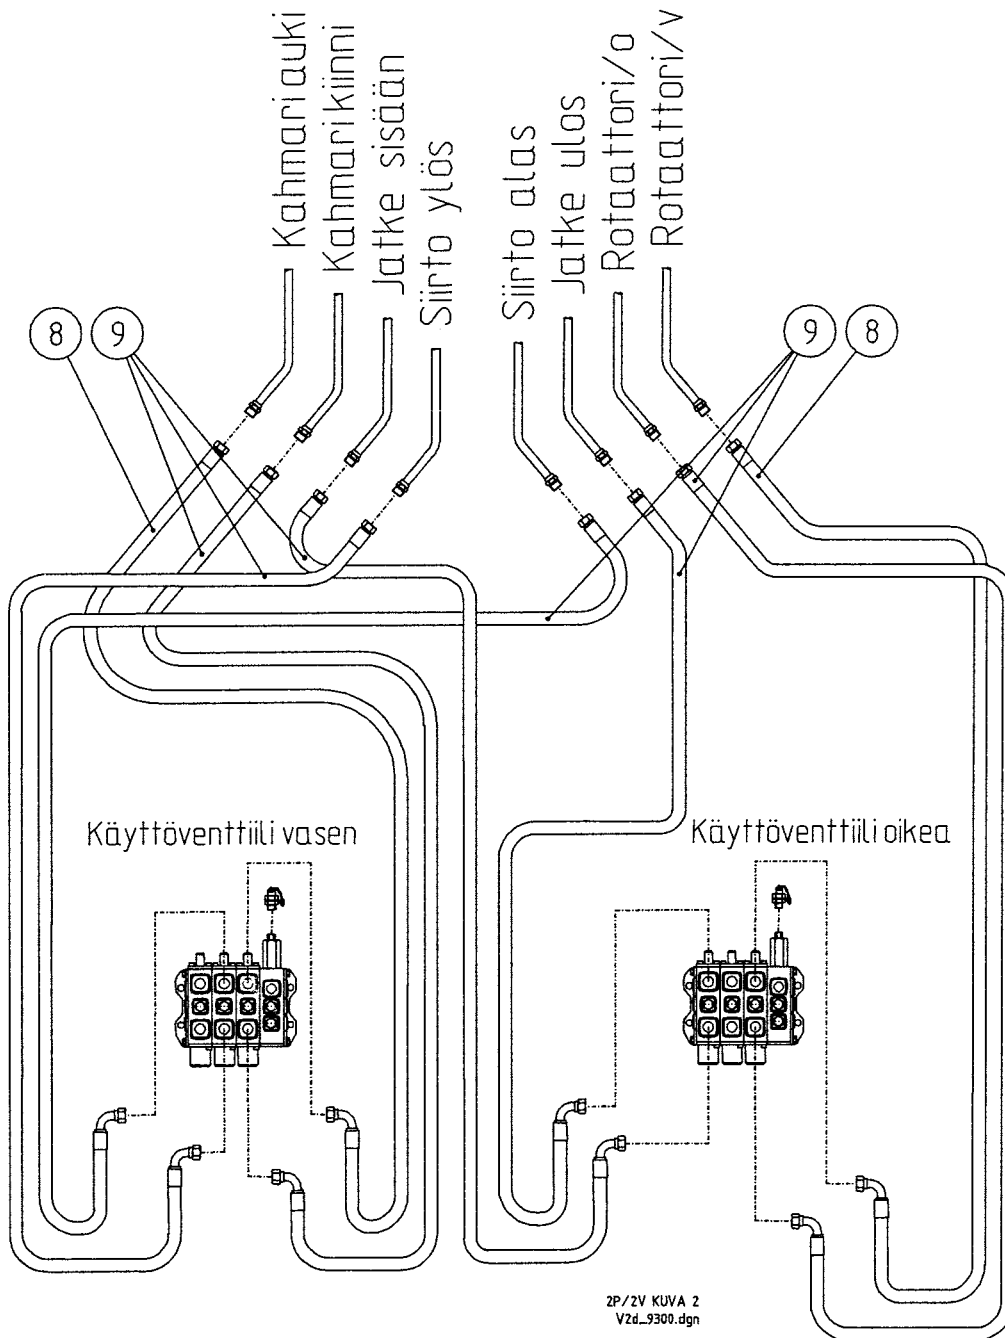 Kahmari auki
Kahmari kiinni
Jatke sisään
Siirto ylös
Siirto alas
Jatke ulos
Rotaattori/o
Rotaattori/v
8
9
9
8
Käyttöventtiili vasen
Käyttöventtiili oikea
2P/2V KUVA 2
V2d_9300.dgn